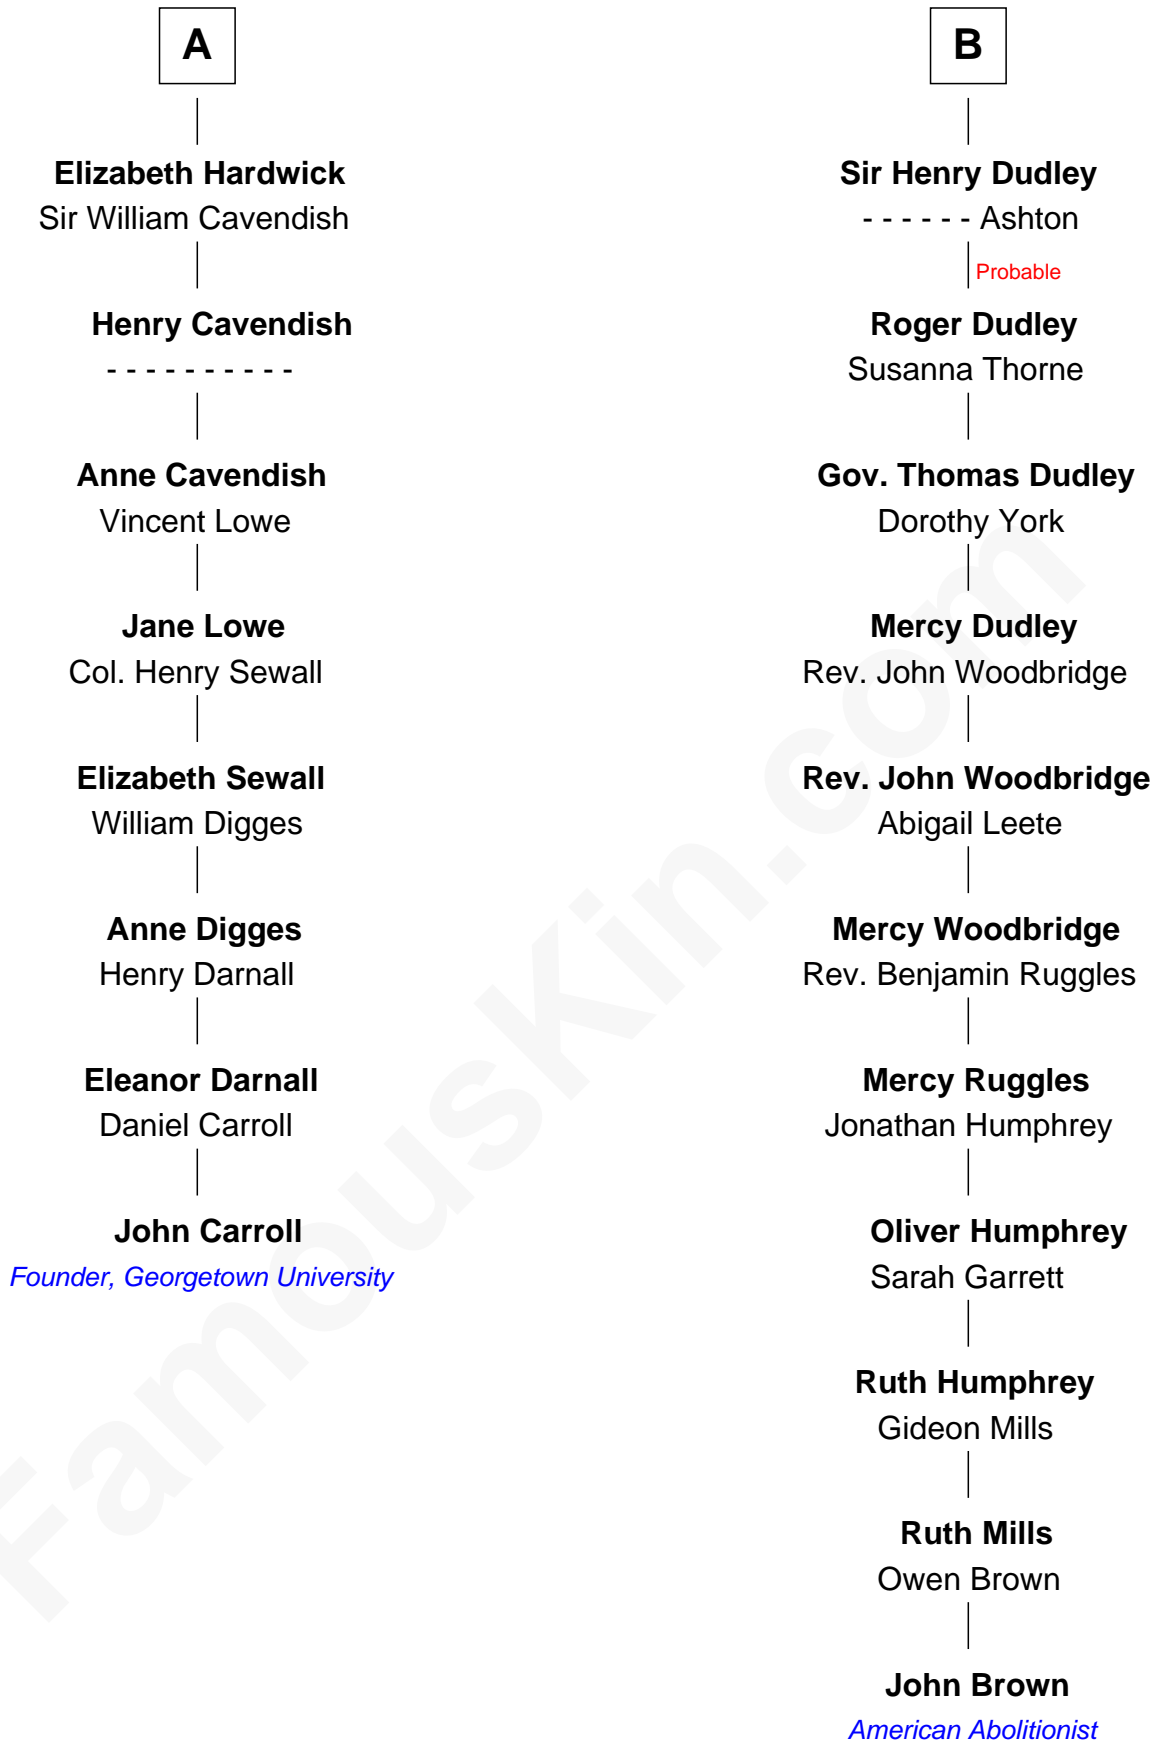 A
Elizabeth Hardwick
Sir William Cavendish
Henry Cavendish
- - - - - - - - - -
Anne Cavendish
Vincent Lowe
Jane Lowe
Col. Henry Sewall
Elizabeth Sewall
William Digges
Anne Digges
Henry Darnall
Eleanor Darnall
Daniel Carroll
John Carroll
Founder, Georgetown University
B
Sir Henry Dudley
- - - - - - Ashton
Probable
Roger Dudley
Susanna Thorne
Gov. Thomas Dudley
Dorothy York
Mercy Dudley
Rev. John Woodbridge
Rev. John Woodbridge
Abigail Leete
Mercy Woodbridge
Rev. Benjamin Ruggles
Mercy Ruggles
Jonathan Humphrey
Oliver Humphrey
Sarah Garrett
Ruth Humphrey
Gideon Mills
Ruth Mills
Owen Brown
John Brown
American Abolitionist
FamousKin.com